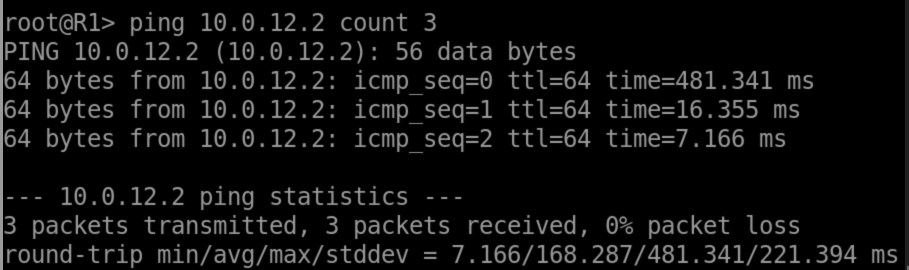 root@R1> ping 10.0.12.2 count 3
PING 10.0.12.2 (10.0.12.2): 56 data bytes
64 bytes from 10.0.12.2: icmp_seq=0 ttl=64 time=481.341 ms
64 bytes from 10.0.12.2: icmp_seq=1 ttl=64 time=16.355 ms
64 bytes from 10.0.12.2: icmp_seq=2 ttl=64 time=7.166 ms
--- 10.0.12.2 ping statistics ---
3 packets transmitted, 3 packets received, 0% packet loss
round-trip min/avg/max/stddev = 7.166/168.287/481.341/221.394 ms